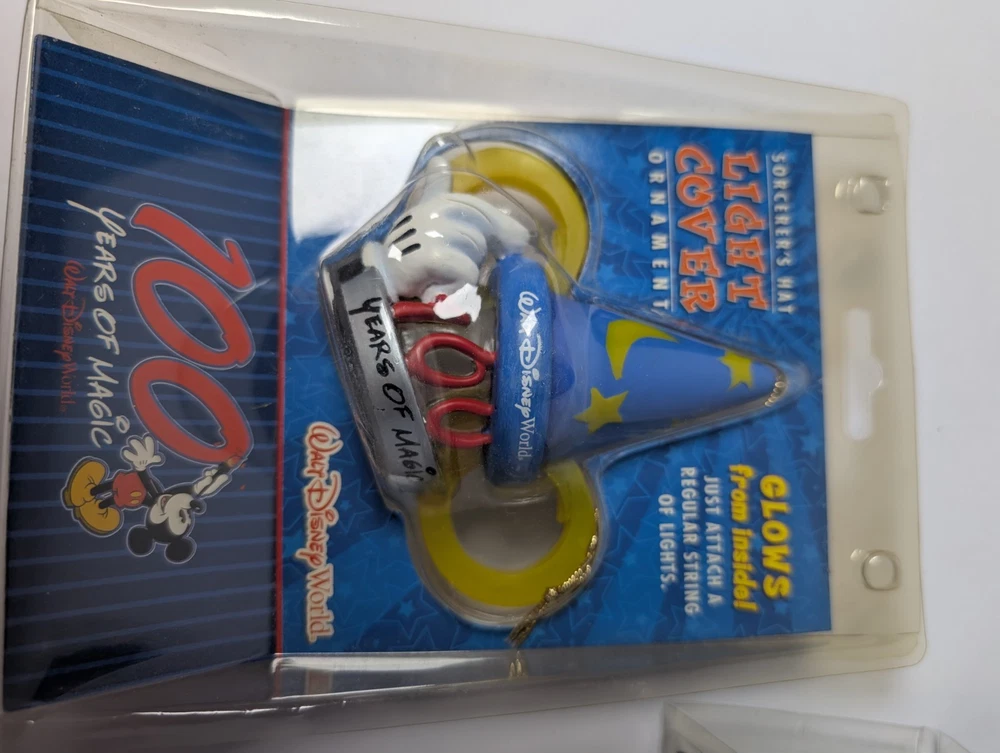 SORCERER'S HAT
LIGHT
COVER
ORNAMENT
GLOWS
from inside!
JUST ATTACH A
REGULAR STRING
OF LIGHTS.
WALT DISNEY World.
100
YEARS OF MAGIC
WALT DISNEY World.
100
YEARS OF MAGIC
WALT DISNEY World.